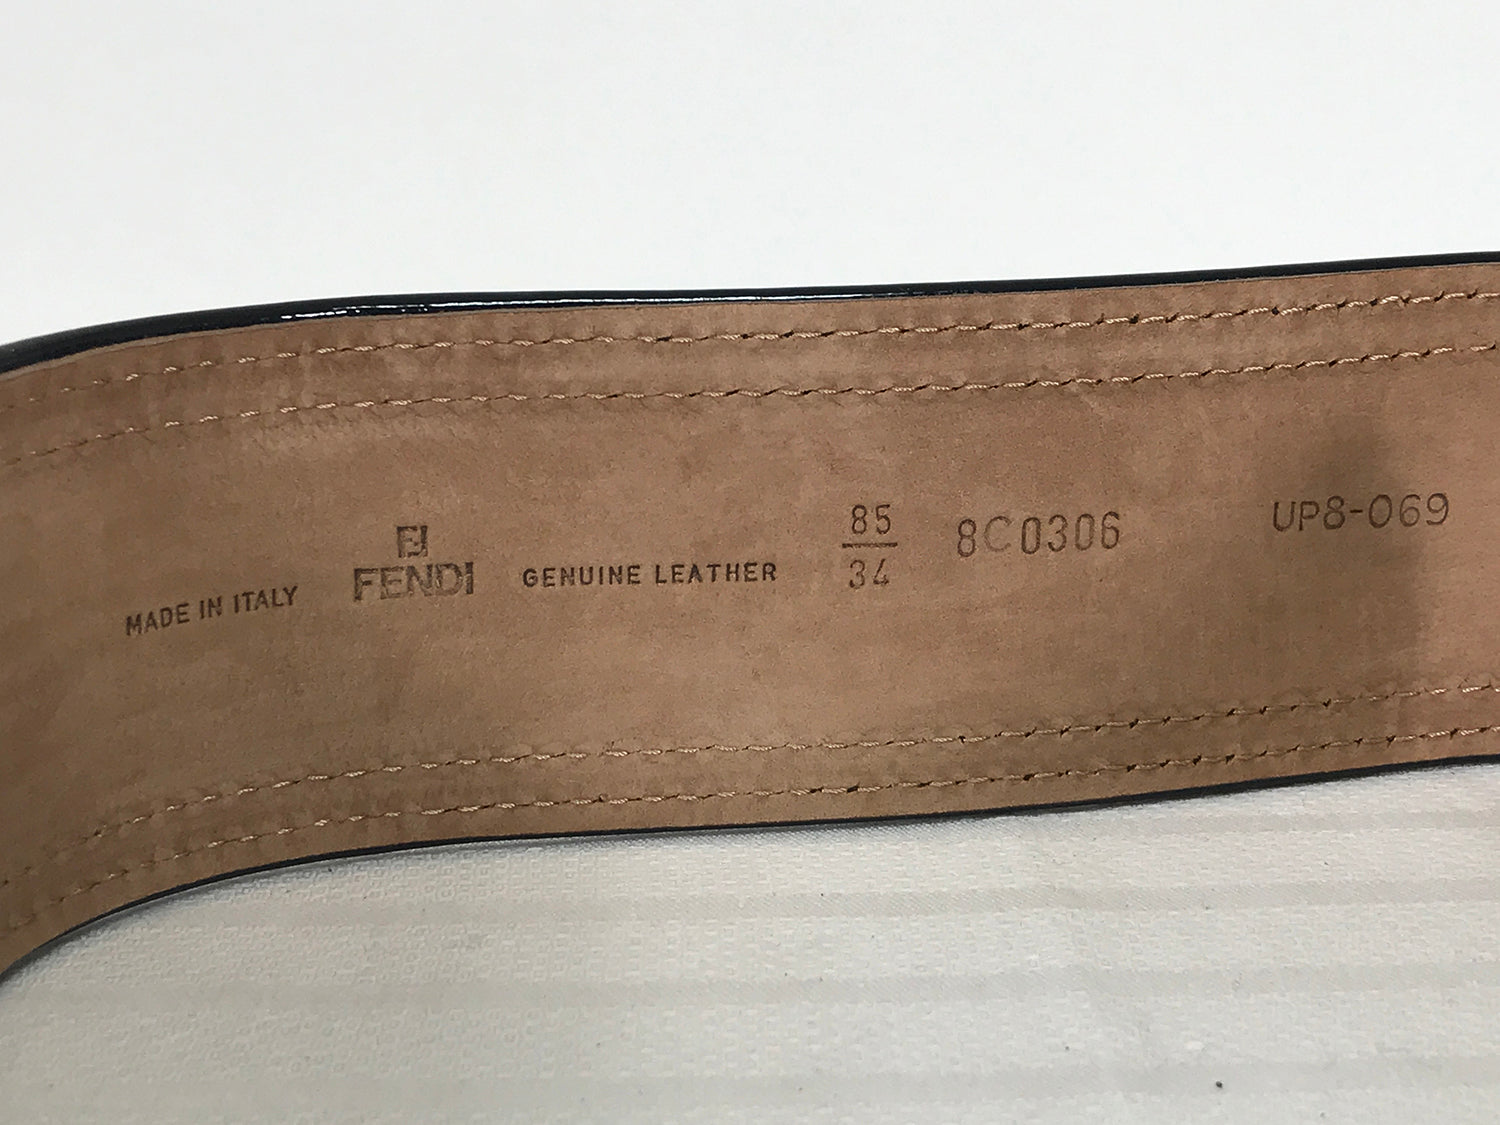 MADE IN ITALY
FENDI
GENUINE LEATHER
85
34
8C0306
UP8-069